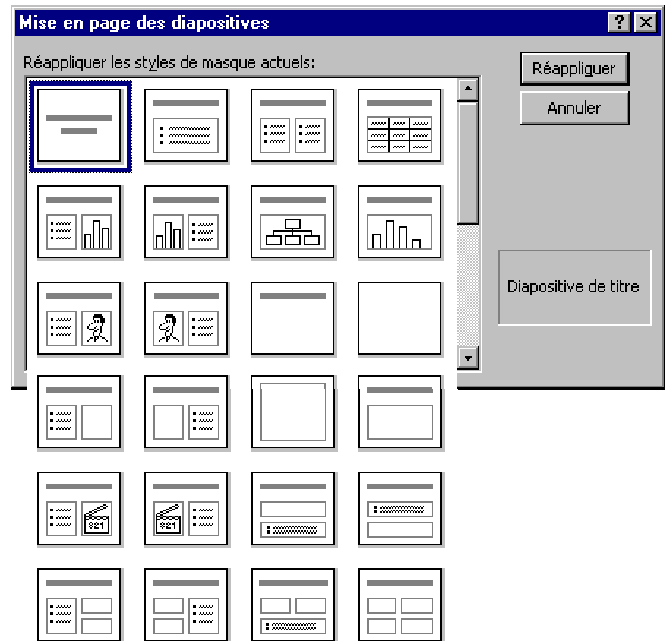 Mise en page des diapositives
Réappliquer les styles de masque actuels:
Réappliquer
Annuler
Diapositive de titre